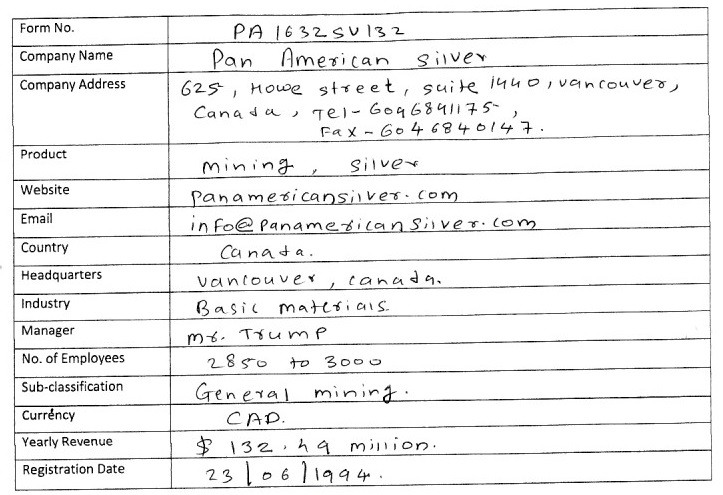 Form No. PA 1632SU132
Company Name Pan American Silver
Company Address 625, Howe street, suite 1440, vancouver,
Canada, Tel - 6096841175,
Fax - 6046840147.
Product mining, silver
Website panamericansilver.com
Email info@panamericansilver.com
Country Canada.
Headquarters vancouver, canada.
Industry Basic materials.
Manager mr. Trump
No. of Employees 2850 to 3000
Sub-classification General mining.
Currency CAD.
Yearly Revenue $ 132.49 million.
Registration Date 23/06/1994.